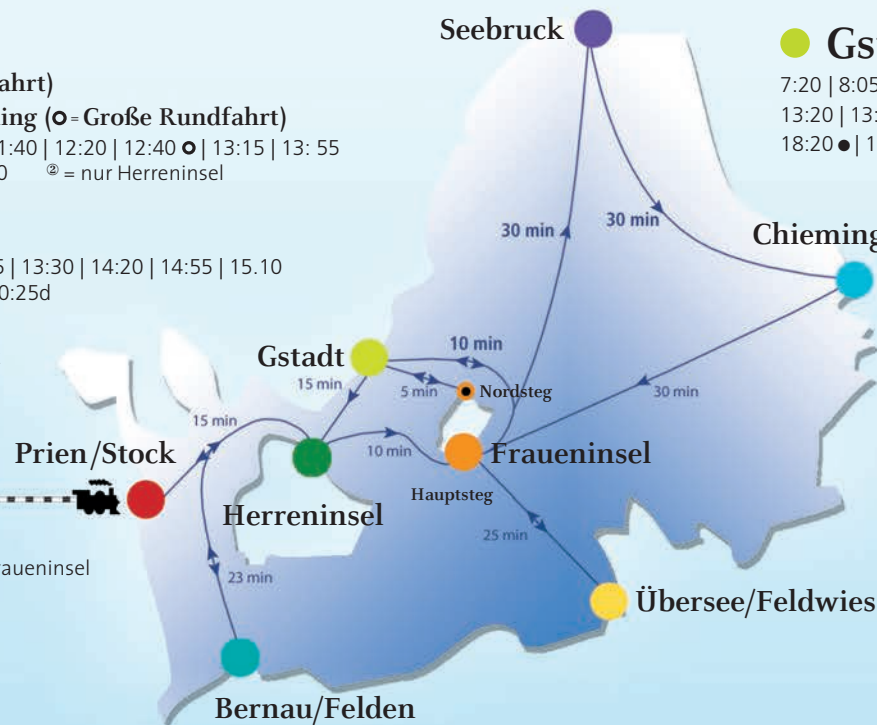 Seebruck
Gs
7:20 | 8:05
13:20 | 13:
18:20 ● | 1
ahrt)
ing (o = Große Rundfahrt)
1:40 | 12:20 | 12:40 o | 13:15 | 13: 55
0 ② = nur Herreninsel
5 | 13:30 | 14:20 | 14:55 | 15.10
0:25d
30 min
30 min
Chieming
Gstadt
10 min
15 min
5 min
Nordsteg
30 min
15 min
Prien/Stock
10 min
Fraueninsel
Herreninsel
Hauptsteg
25 min
raueninsel
23 min
Übersee/Feldwies
Bernau/Felden